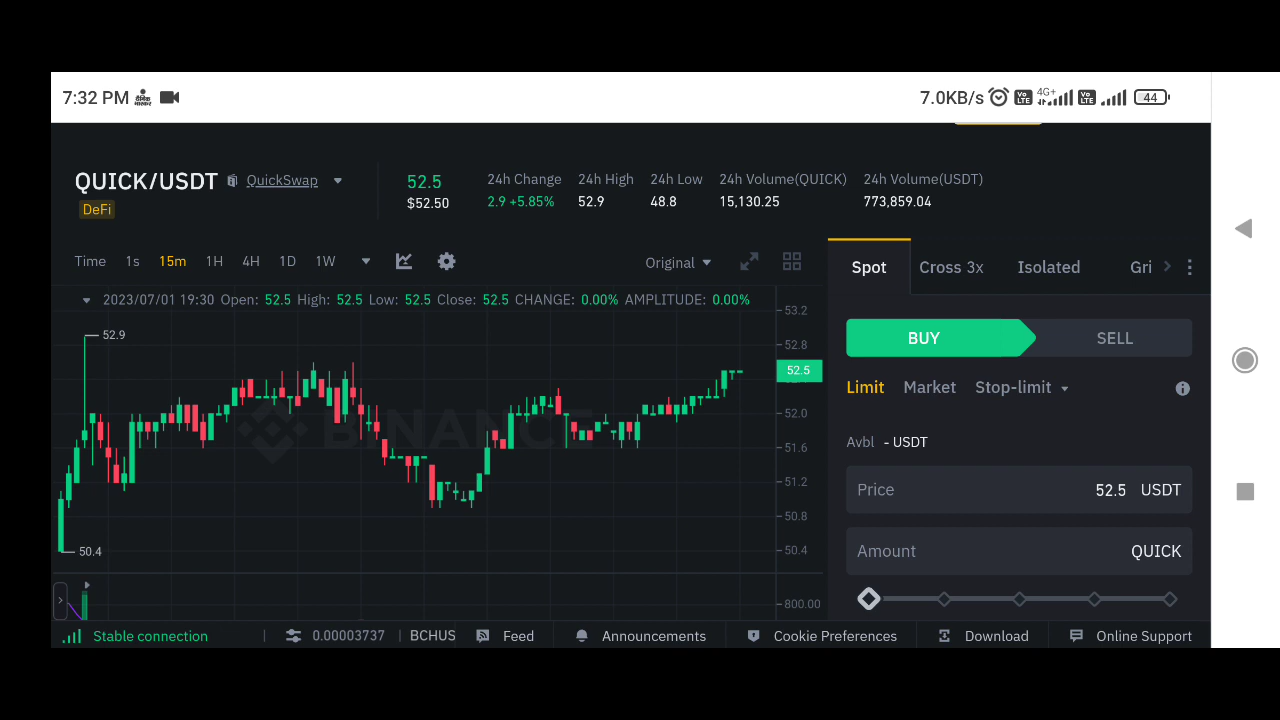 7:32 PM
7.0KB/s Vo LTE 4G+ Vo LTE 44
QUICK/USDT QuickSwap
DeFi
52.5
$52.50
24h Change 24h High 24h Low 24h Volume(QUICK) 24h Volume(USDT)
2.9 +5.85% 52.9 48.8 15,130.25 773,859.04
Time 1s 15m 1H 4H 1D 1W Original
2023/07/01 19:30 Open: 52.5 High: 52.5 Low: 52.5 Close: 52.5 CHANGE: 0.00% AMPLITUDE: 0.00%
53.2
52.9
52.8
52.5
52.0
BINANCE
51.6
51.2
50.8
50.4
50.4
800.00
Spot Cross 3x Isolated Gri
BUY SELL
Limit Market Stop-limit
Avbl - USDT
Price 52.5 USDT
Amount QUICK
Stable connection 0.00003737 BCHUS Feed Announcements Cookie Preferences Download Online Support